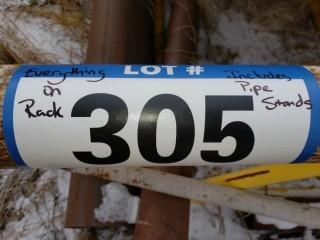 LOT #
Everything
on
Rack
305
Includes
Pipe
Stands